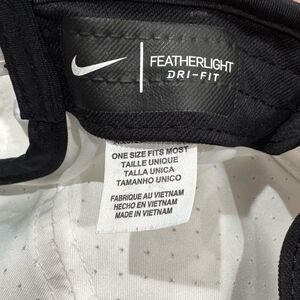 FEATHERLIGHT
DRI-FIT
ONE SIZE FITS MOST
TAILLE UNIQUE
TALLA UNICA
TAMANHO UNICO
FABRIQUE AU VIETNAM
HECHO EN VIETNAM
MADE IN VIETNAM